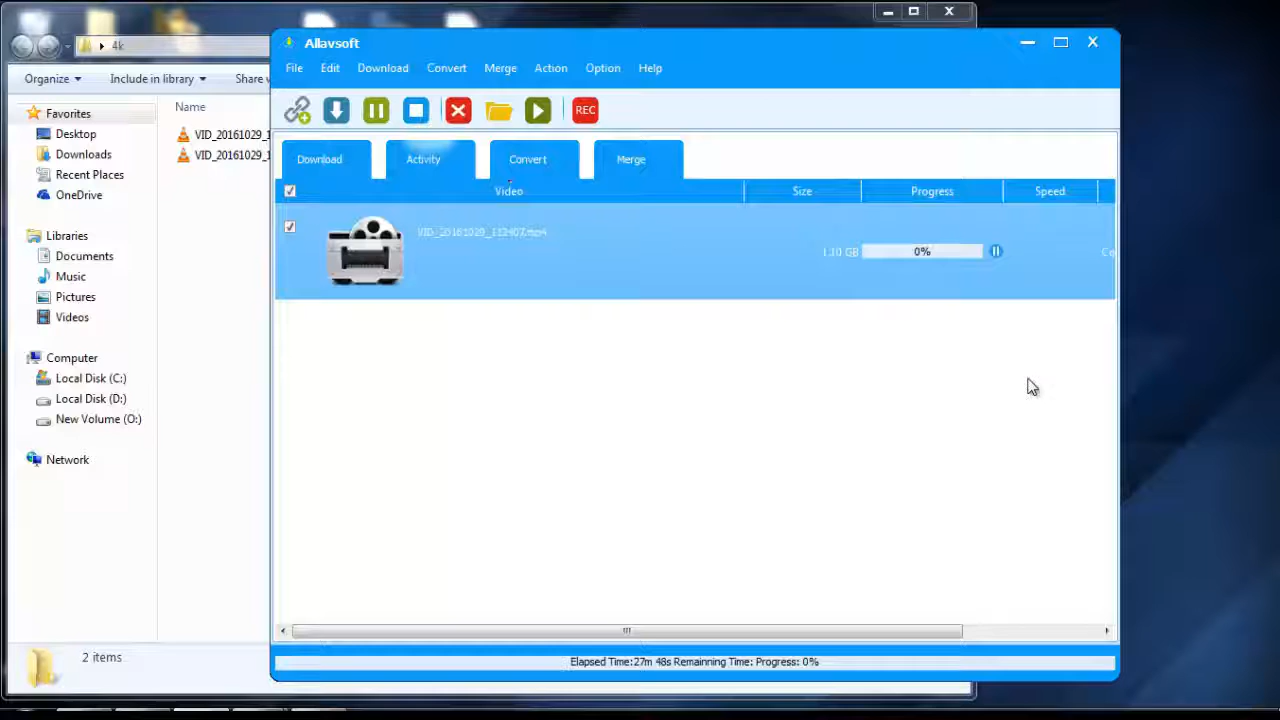 4k
Organize
Include in library
Share
Favorites
Desktop
Downloads
Recent Places
OneDrive
Libraries
Documents
Music
Pictures
Videos
Computer
Local Disk (C:)
Local Disk (D:)
New Volume (O:)
Network
Name
VID_20161029_1
VID_20161029_1
2 items
Allavsoft
File Edit Download Convert Merge Action Option Help
REC
Download Activity Convert Merge
Video Size Progress Speed
VID_20161029_113407.mp4
1.10 GB 0% Co
Elapsed Time:27m 48s Remaining Time: Progress: 0%